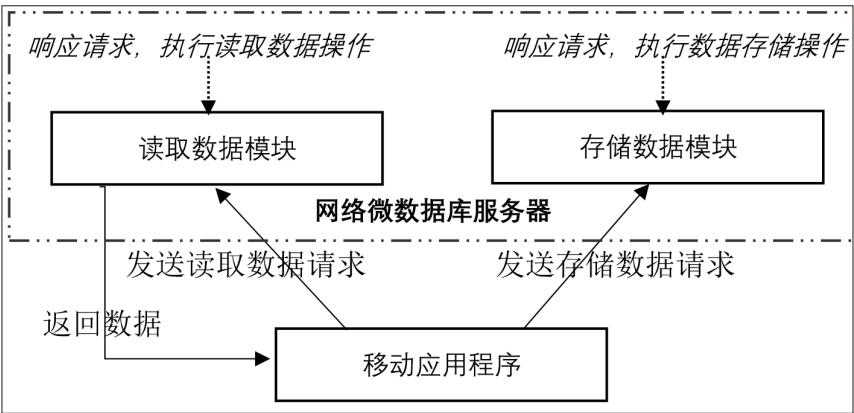 响应请求，执行读取数据操作
响应请求，执行数据存储操作
读取数据模块
存储数据模块
网络微数据库服务器
发送读取数据请求
发送存储数据请求
返回数据
移动应用程序